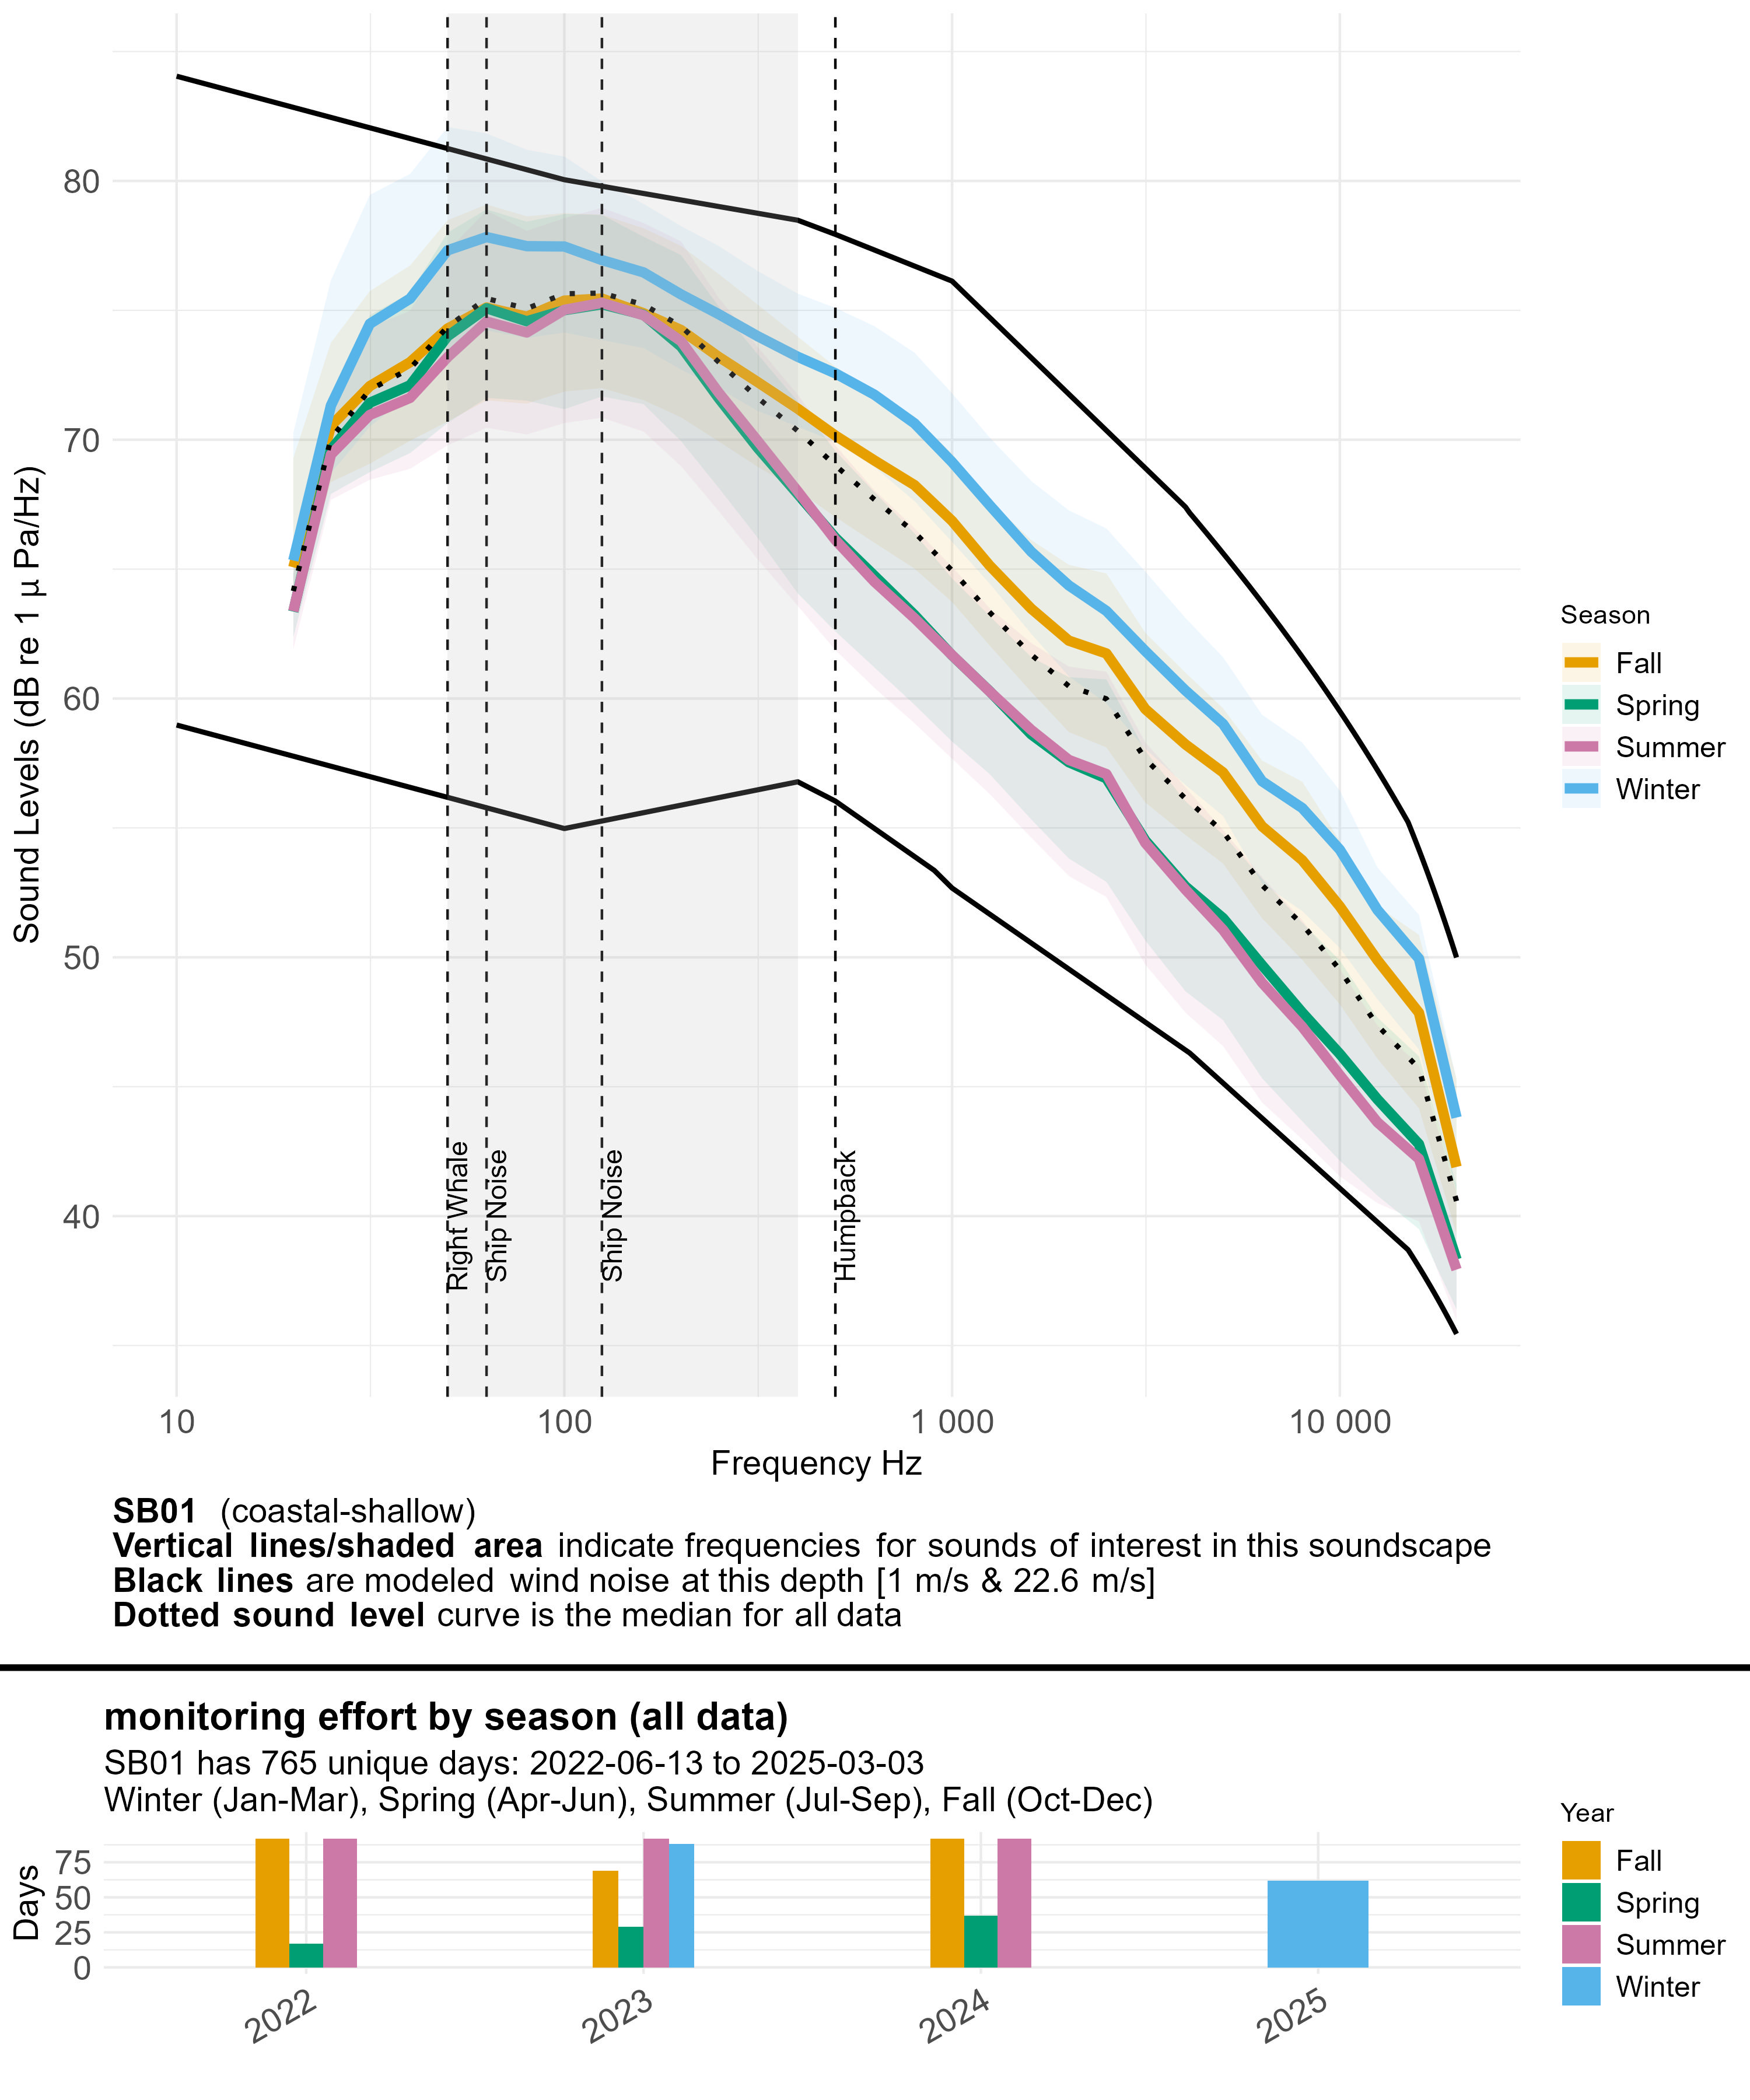 80
70
60
50
40
Sound Levels (dB re 1 µ Pa/Hz)
Right Whale
Ship Noise
Ship Noise
Humpback
10
100
1 000
10 000
Frequency Hz
Season
Fall
Spring
Summer
Winter
SB01 (coastal-shallow)
Vertical lines/shaded area indicate frequencies for sounds of interest in this soundscape
Black lines are modeled wind noise at this depth [1 m/s & 22.6 m/s]
Dotted sound level curve is the median for all data
monitoring effort by season (all data)
SB01 has 765 unique days: 2022-06-13 to 2025-03-03
Winter (Jan-Mar), Spring (Apr-Jun), Summer (Jul-Sep), Fall (Oct-Dec)
Days
75
50
25
0
2022
2023
2024
2025
Year
Fall
Spring
Summer
Winter